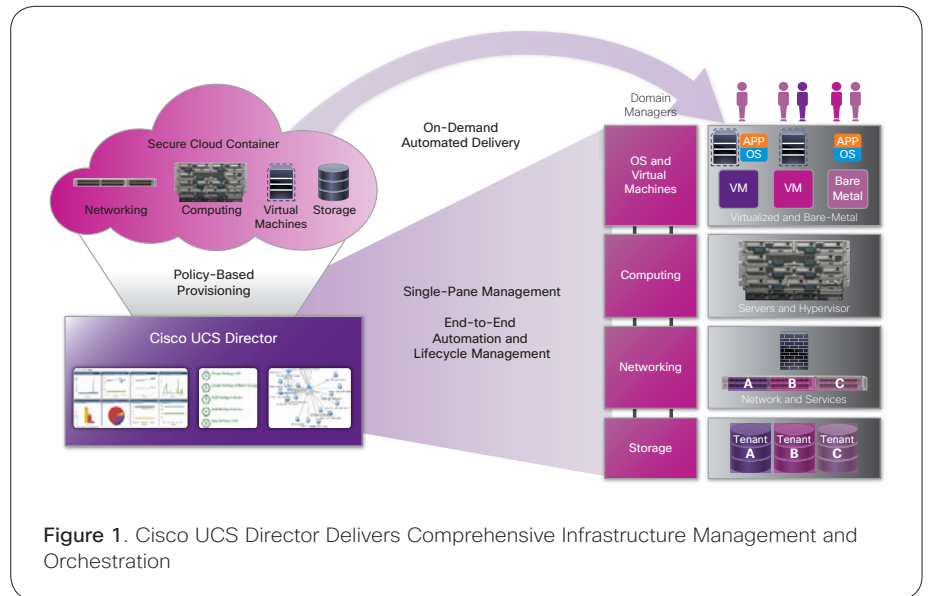 Secure Cloud Container
Networking
Computing
Virtual
Machines
Storage
Policy-Based
Provisioning
Cisco UCS Director
On-Demand
Automated Delivery
Single-Pane Management
End-to-End
Automation and
Lifecycle Management
Domain
Managers
OS and
Virtual
Machines
Computing
Networking
Storage
APP
OS
APP
OS
VM
VM
Bare
Metal
Virtualized and Bare-Metal
Servers and Hypervisor
A
B
C
Network and Services
Tenant
A
Tenant
B
Tenant
C
Figure 1. Cisco UCS Director Delivers Comprehensive Infrastructure Management and
Orchestration